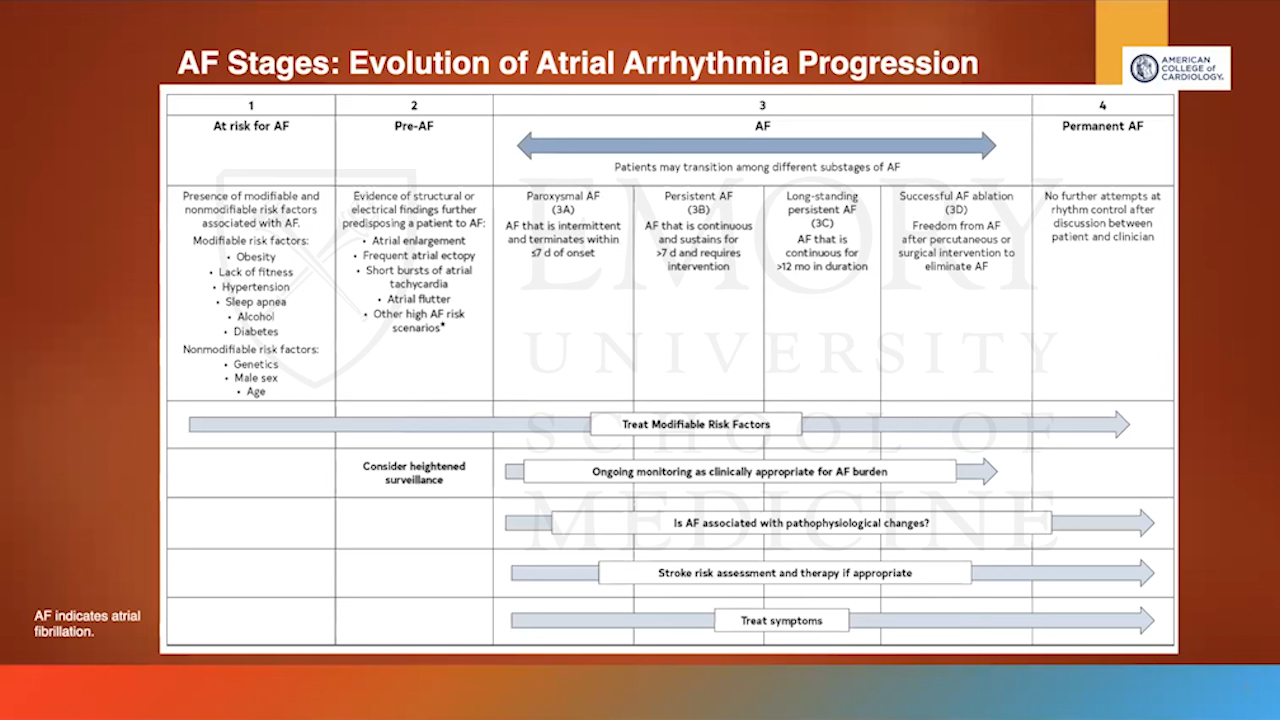 AF Stages: Evolution of Atrial Arrhythmia Progression
AMERICAN
COLLEGE of
CARDIOLOGY.
1
2
3
4
At risk for AF
Pre-AF
AF
Permanent AF
Patients may transition among different substages of AF
Presence of modifiable and
nonmodifiable risk factors
associated with AF.
Modifiable risk factors:
• Obesity
• Lack of fitness
• Hypertension
• Sleep apnea
• Alcohol
• Diabetes
Nonmodifiable risk factors:
• Genetics
• Male sex
• Age
Evidence of structural or
electrical findings further
predisposing a patient to AF:
• Atrial enlargement
• Frequent atrial ectopy
• Short bursts of atrial
tachycardia
• Atrial flutter
• Other high AF risk
scenarios*
Paroxysmal AF
(3A)
AF that is intermittent
and terminates within
≤7 d of onset
Persistent AF
(3B)
AF that is continuous
and sustains for
>7 d and requires
intervention
Long-standing
persistent AF
(3C)
AF that is
continuous for
>12 mo in duration
Successful AF ablation
(3D)
Freedom from AF
after percutaneous or
surgical intervention to
eliminate AF
No further attempts at
rhythm control after
discussion between
patient and clinician
Treat Modifiable Risk Factors
Consider heightened
surveillance
Ongoing monitoring as clinically appropriate for AF burden
Is AF associated with pathophysiological changes?
Stroke risk assessment and therapy if appropriate
Treat symptoms
AF indicates atrial
fibrillation.
EMORY
UNIVERSITY
SCHOOL OF
MEDICINE